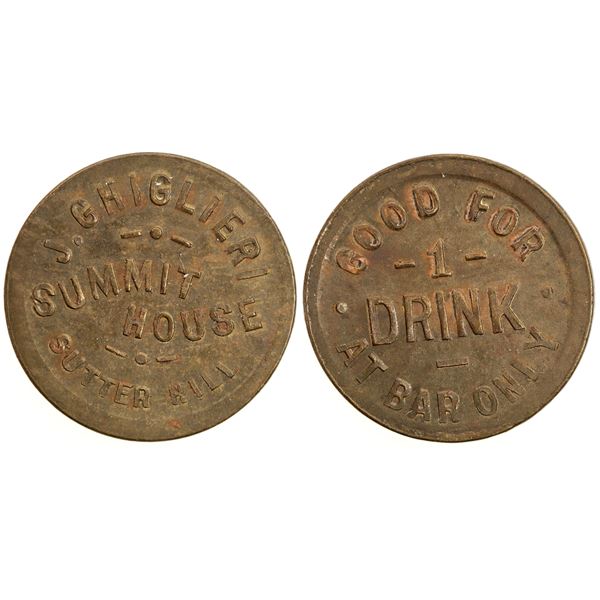 J. GHIGLIERI
SUMMIT
HOUSE
SUTTER HILL
GOOD FOR
- 1 -
DRINK
AT BAR ONLY